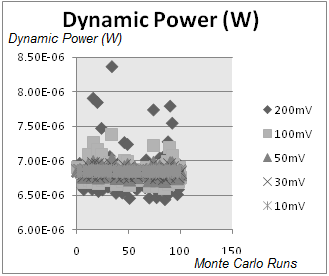 Dynamic Power (W)
Dynamic Power (W)
8.50E-06
8.00E-06
7.50E-06
7.00E-06
6.50E-06
6.00E-06
0 50 100 150
Monte Carlo Runs
200mV
100mV
50mV
30mV
10mV